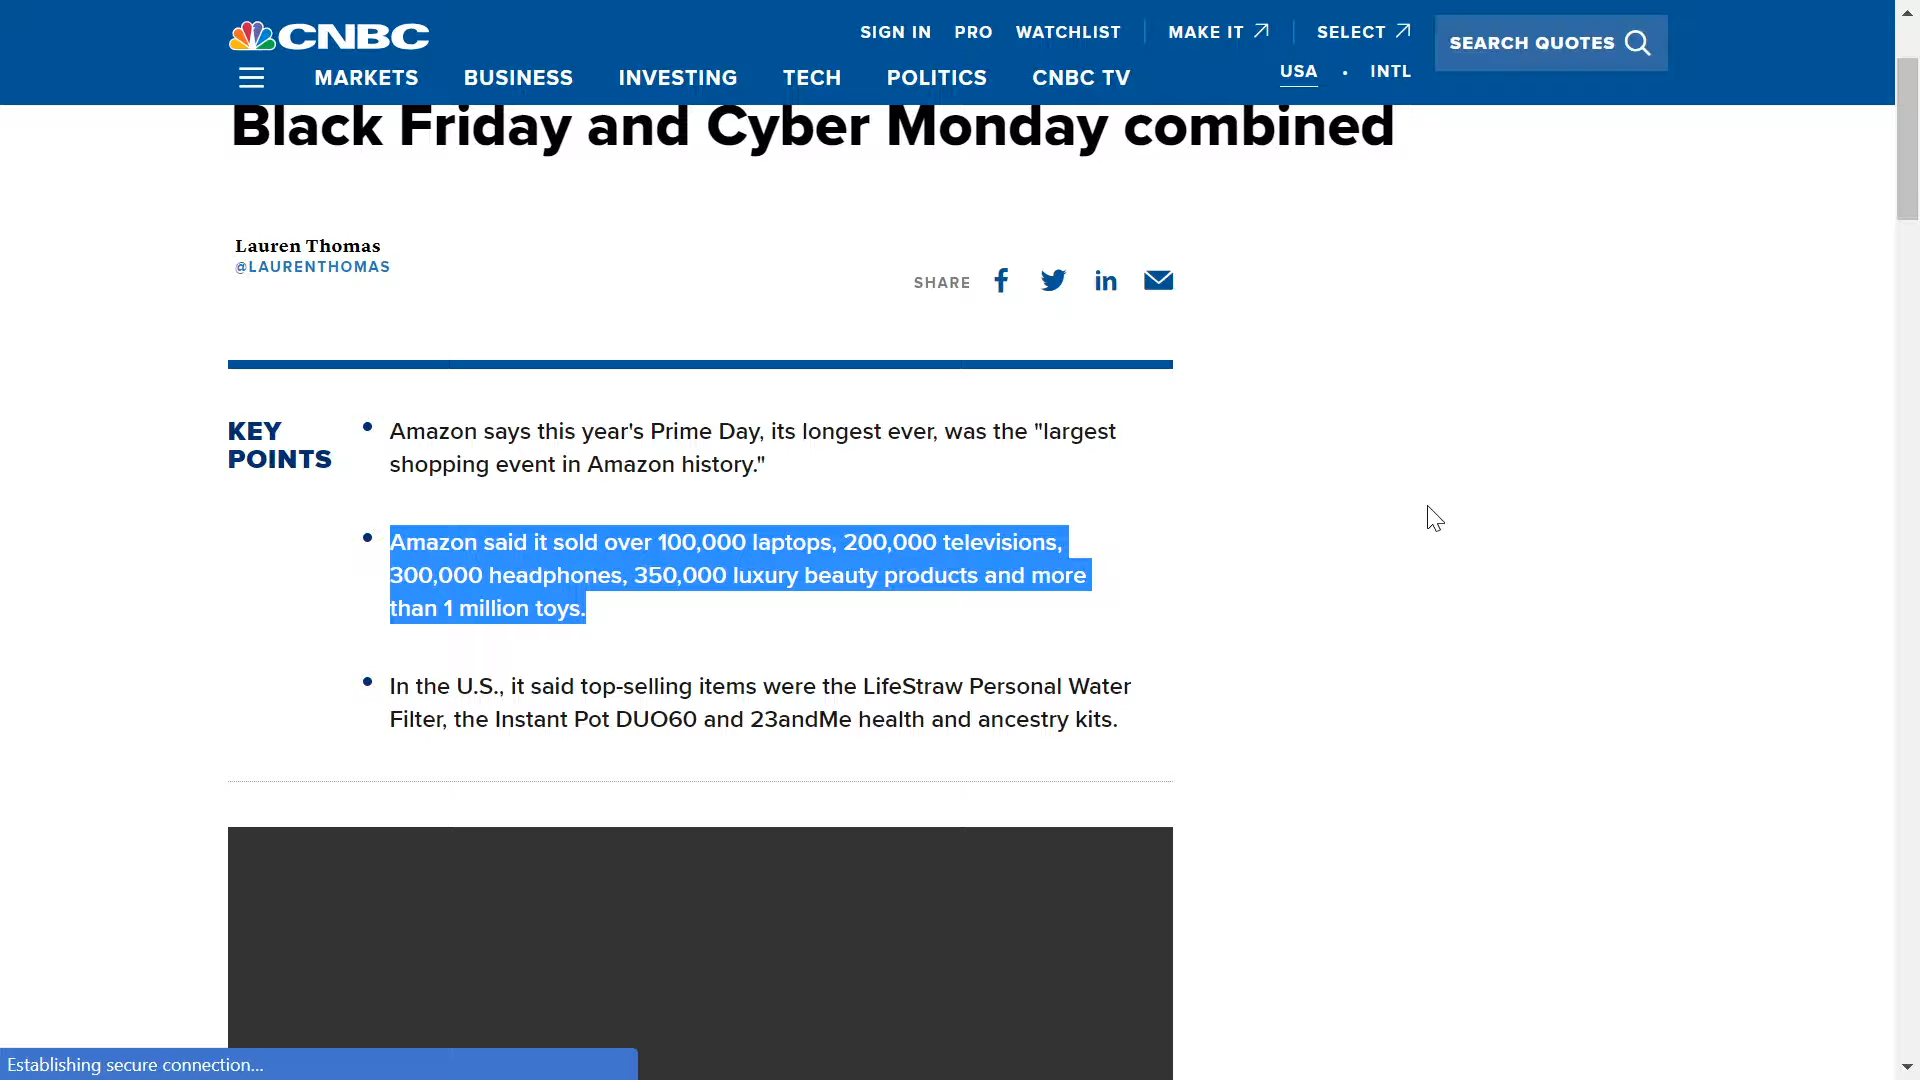 CNBC
SIGN IN PRO WATCHLIST MAKE IT SELECT
SEARCH QUOTES
USA • INTL
MARKETS BUSINESS INVESTING TECH POLITICS CNBC TV
Black Friday and Cyber Monday combined
Lauren Thomas
@LAURENTHOMAS
SHARE
KEY
POINTS
Amazon says this year's Prime Day, its longest ever, was the "largest
shopping event in Amazon history."
Amazon said it sold over 100,000 laptops, 200,000 televisions,
300,000 headphones, 350,000 luxury beauty products and more
than 1 million toys.
In the U.S., it said top-selling items were the LifeStraw Personal Water
Filter, the Instant Pot DUO60 and 23andMe health and ancestry kits.
Establishing secure connection...